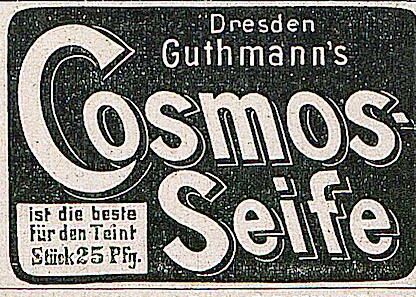 Dresden
Guthmann's
Cosmos-
Seife
ist die beste
für den Teint
Stück 25 Pfg.